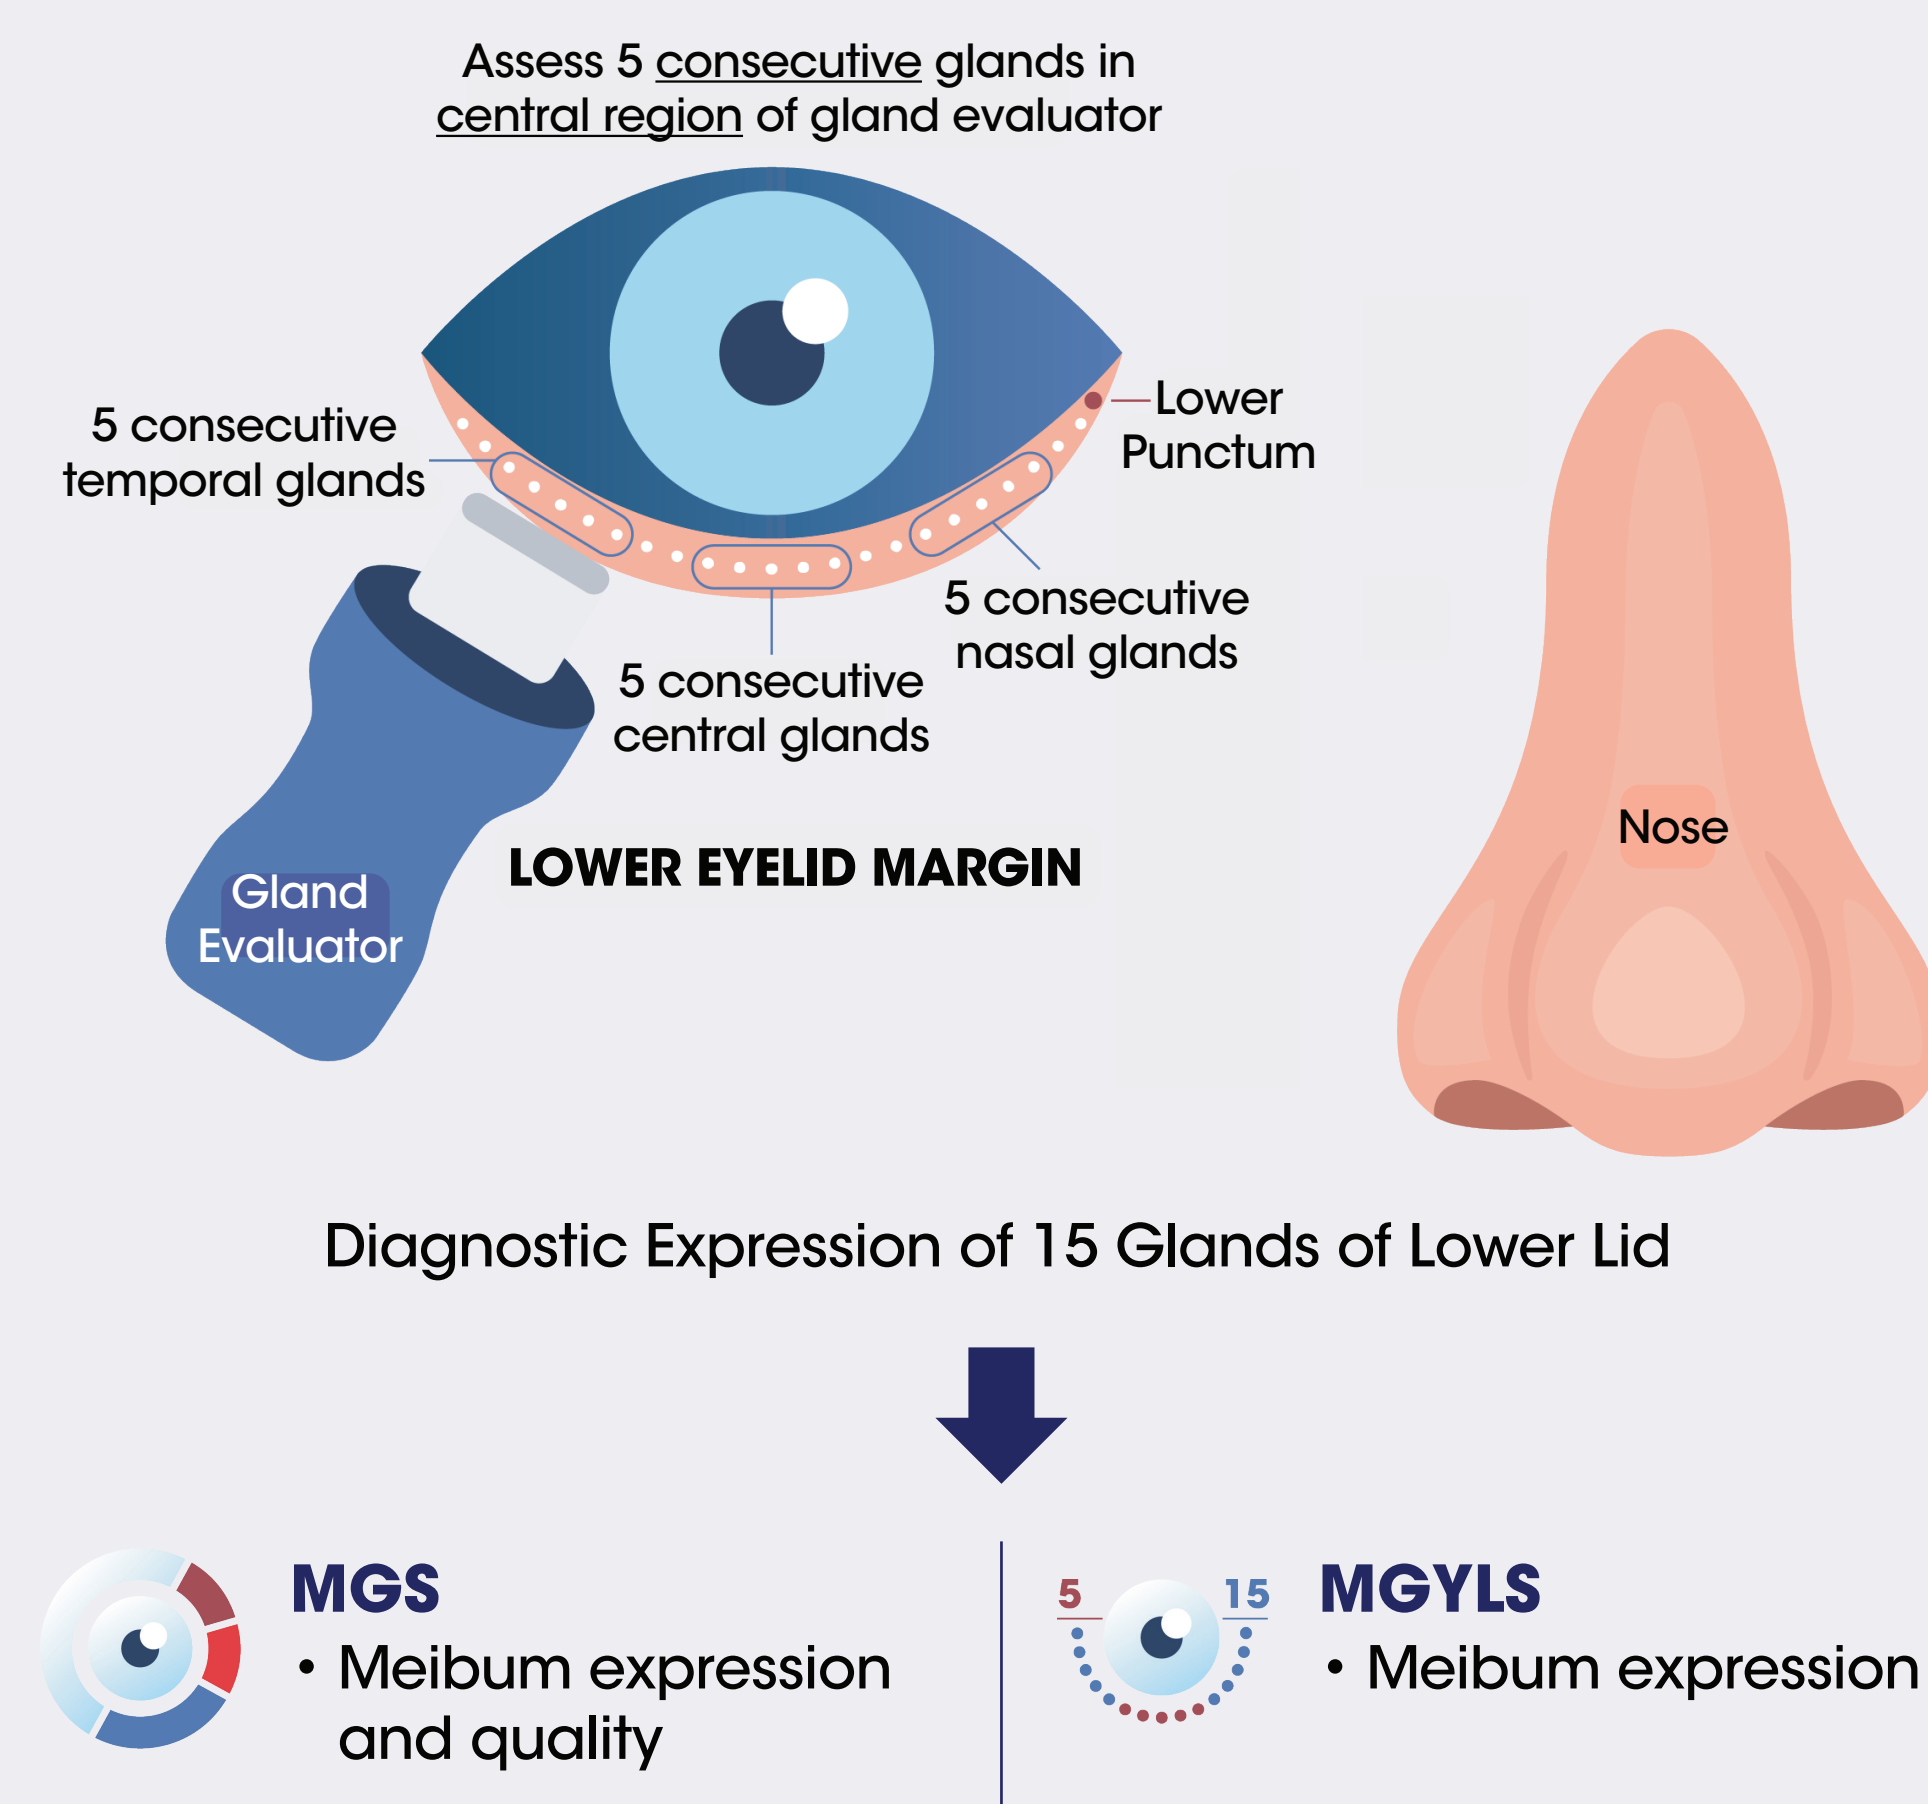 Assess 5 consecutive glands in
central region of gland evaluator
5 consecutive
temporal glands
Lower
Punctum
5 consecutive
nasal glands
5 consecutive
central glands
Nose
LOWER EYELID MARGIN
Gland
Evaluator
Diagnostic Expression of 15 Glands of Lower Lid
MGS
• Meibum expression
and quality
5
15
MGYLS
• Meibum expression